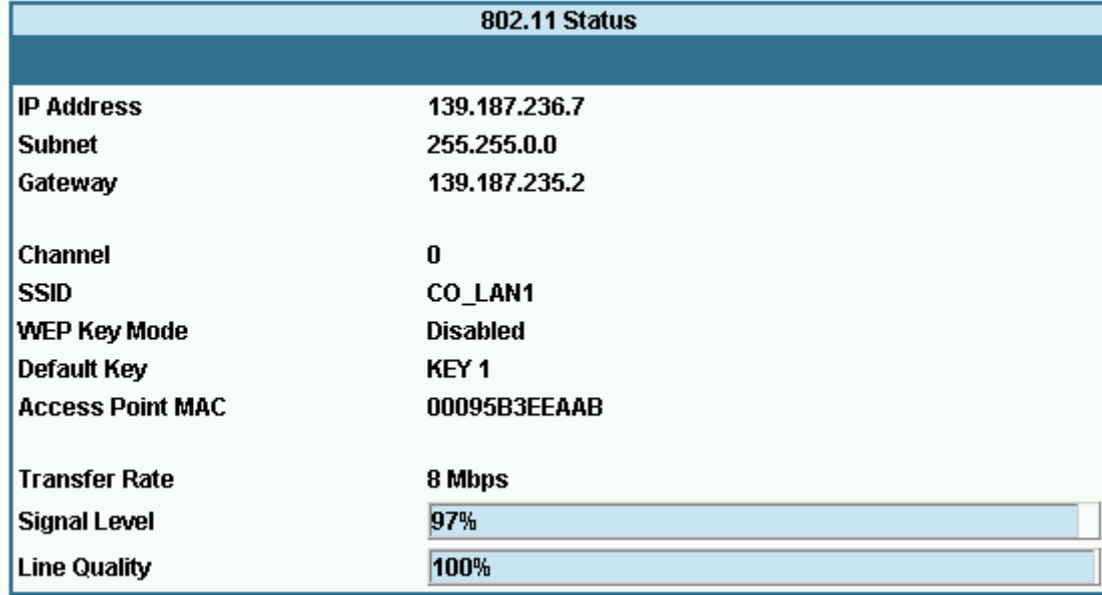 802.11 Status
IP Address 139.187.236.7
Subnet 255.255.0.0
Gateway 139.187.235.2
Channel 0
SSID CO_LAN1
WEP Key Mode Disabled
Default Key KEY 1
Access Point MAC 00095B3EEAAB
Transfer Rate 8 Mbps
Signal Level 97%
Line Quality 100%